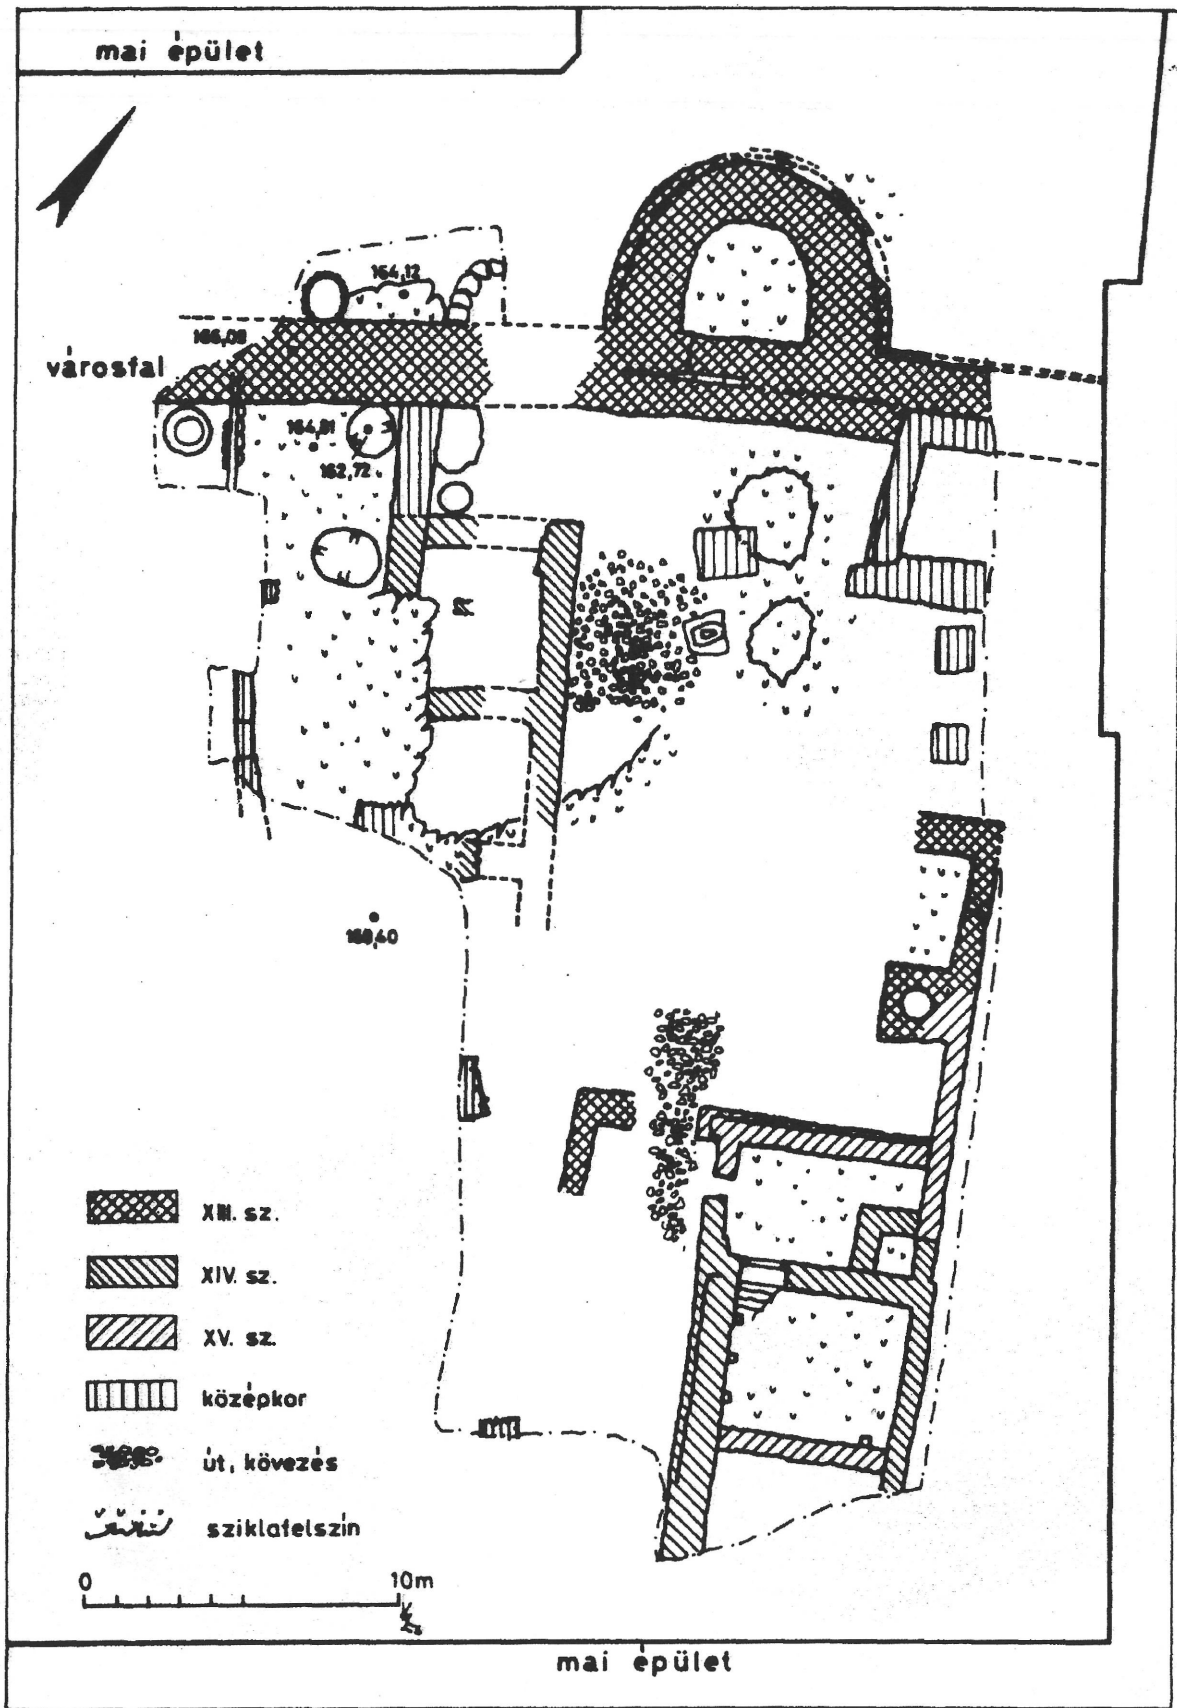 mai épület
164,12
166,08
városfal
164,81
162,72
160,40
XIII. sz.
XIV. sz.
XV. sz.
középkor
út, kövezés
sziklafelszín
0 10m
mai épület